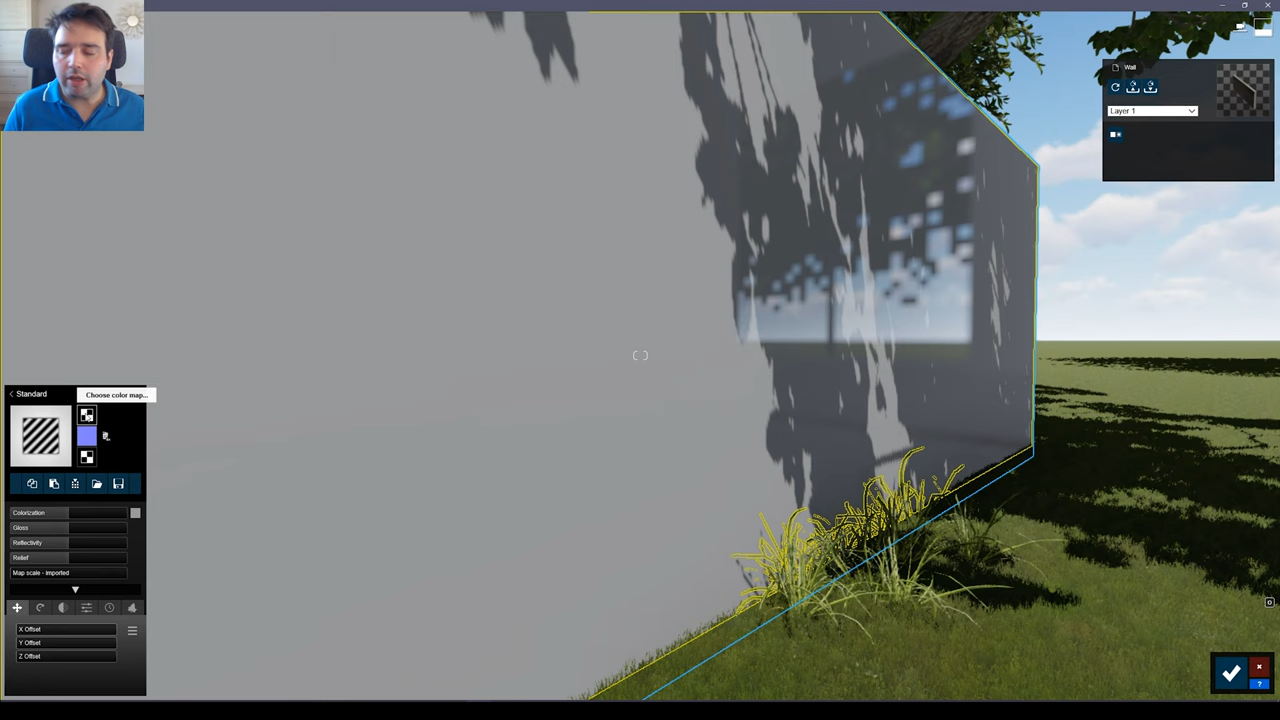 Wall
Layer 1
Standard
Choose color map...
Colorization
Gloss
Reflectivity
Relief
Map scale - imported
X Offset
Y Offset
Z Offset
?